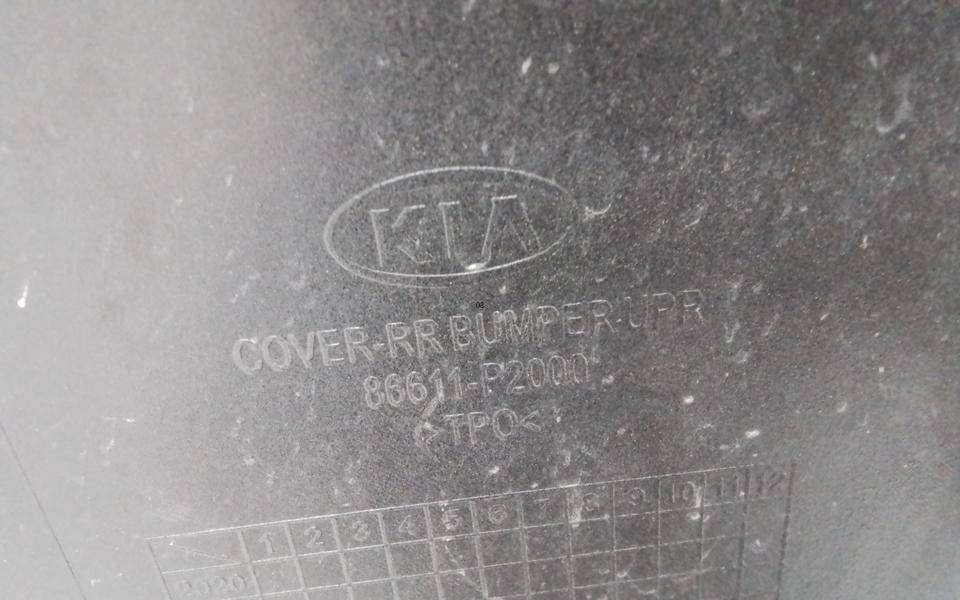 KIA
COVER-RR BUMPER-UPR
86611-P2000
>TPO<
1 2 3 4 5 6 7 8 9 10 11 12
2020